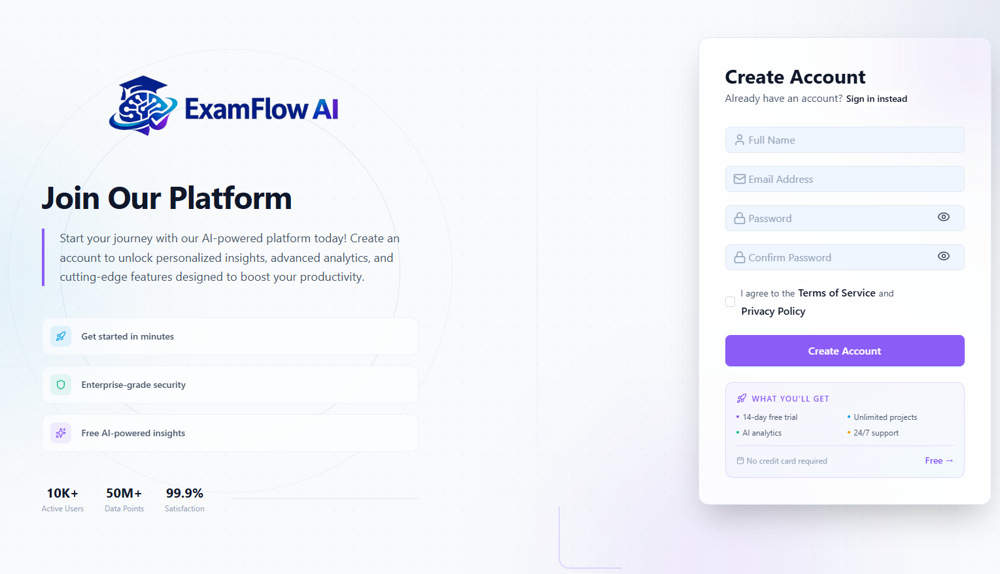 ExamFlow AI
Join Our Platform
Start your journey with our AI-powered platform today! Create an
account to unlock personalized insights, advanced analytics, and
cutting-edge features designed to boost your productivity.
Get started in minutes
Enterprise-grade security
Free AI-powered insights
10K+
Active Users
50M+
Data Points
99.9%
Satisfaction
Create Account
Already have an account? Sign in instead
Full Name
Email Address
Password
Confirm Password
I agree to the Terms of Service and
Privacy Policy
Create Account
WHAT YOU'LL GET
• 14-day free trial
• Unlimited projects
• AI analytics
• 24/7 support
No credit card required
Free →